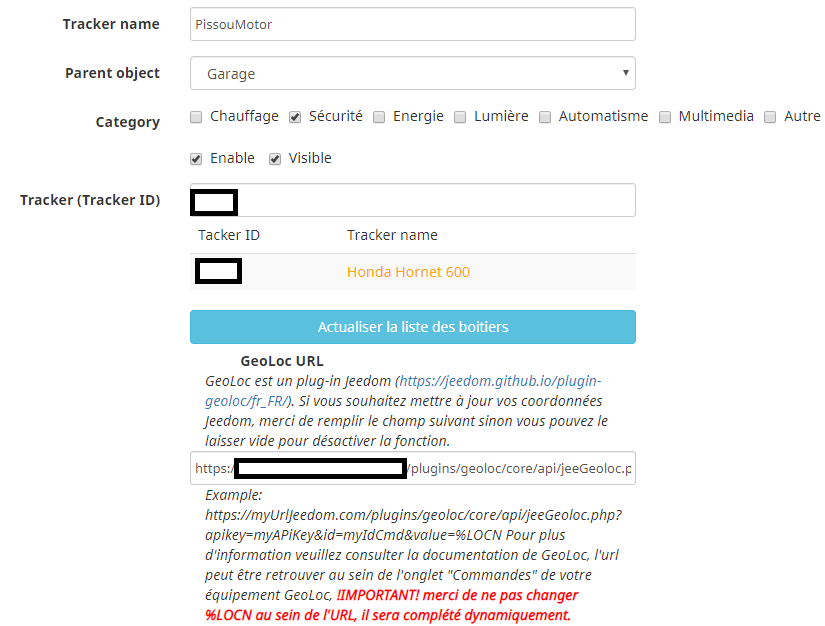 Tracker name PissouMotor
Parent object Garage
Category Chauffage Sécurité Energie Lumière Automatisme Multimedia Autre
Enable Visible
Tracker (Tracker ID)
Tacker ID Tracker name
Honda Hornet 600
Actualiser la liste des boitiers
GeoLoc URL
GeoLoc est un plug-in Jeedom (https://jeedom.github.io/plugin-
geoloc/fr_FR/). Si vous souhaitez mettre à jour vos coordonnées
Jeedom, merci de remplir le champ suivant sinon vous pouvez le
laisser vide pour désactiver la fonction.
https:/ /plugins/geoloc/core/api/jeeGeoloc.p
Example:
https://myUrlJeedom.com/plugins/geoloc/core/api/jeeGeoloc.php?
apikey=myAPiKey&id=myIdCmd&value=%LOCN Pour plus
d'information veuillez consulter la documentation de GeoLoc, l'url
peut être retrouver au sein de l'onglet "Commandes" de votre
équipement GeoLoc, !IMPORTANT! merci de ne pas changer
%LOCN au sein de l'URL, il sera complété dynamiquement.